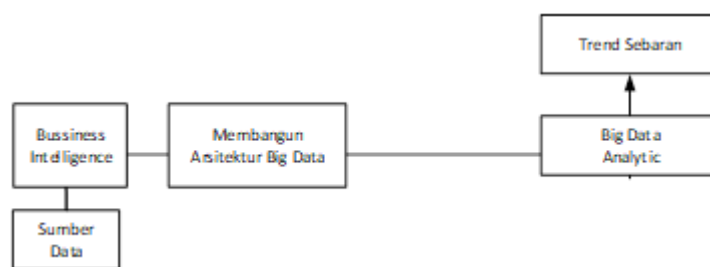 Trend Sebaran
Bussiness
Intelligence
Membangun
Arsitektur Big Data
Big Data
Analytic
Sumber
Data